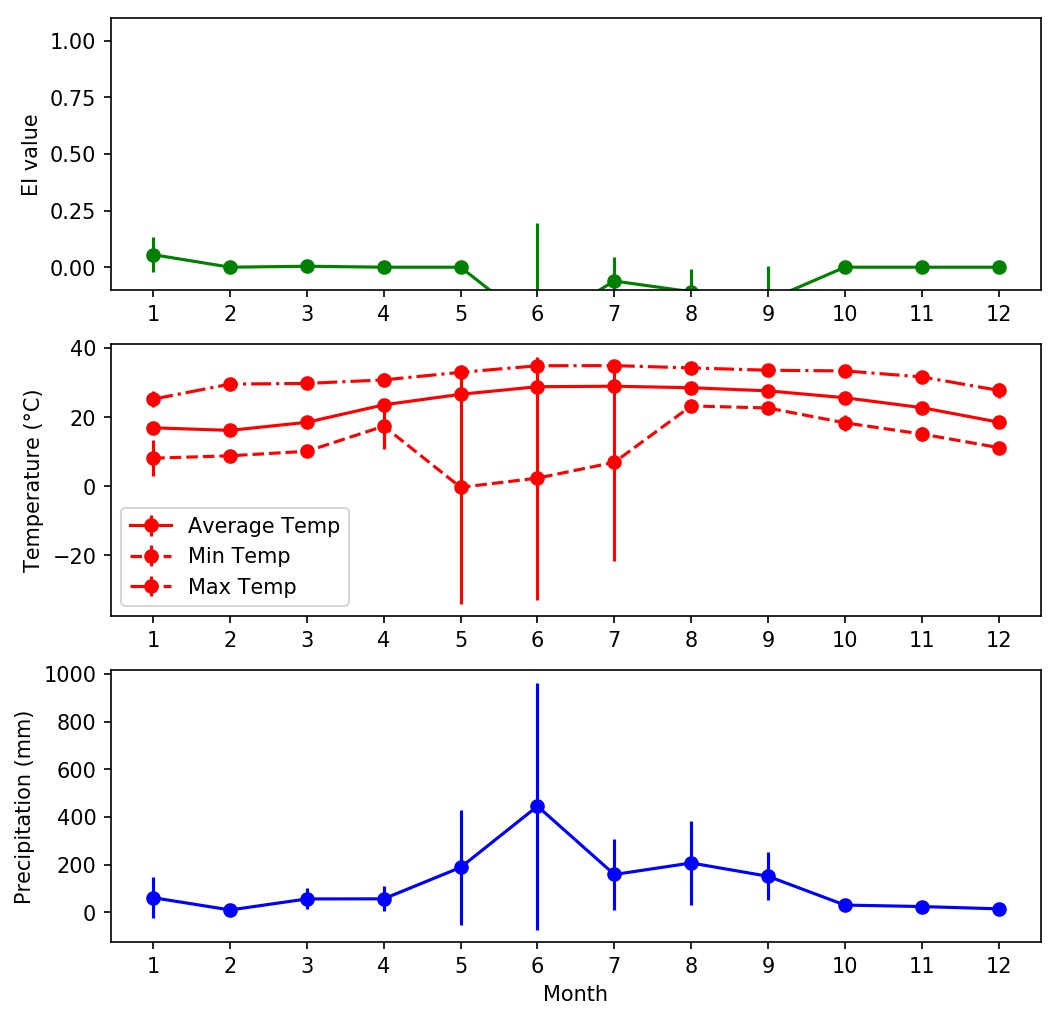 1.00
0.75
0.50
0.25
0.00
EI value
1 2 3 4 5 6 7 8 9 10 11 12
40
20
0
−20
Temperature (°C)
Average Temp
Min Temp
Max Temp
1 2 3 4 5 6 7 8 9 10 11 12
1000
800
600
400
200
0
Precipitation (mm)
1 2 3 4 5 6 7 8 9 10 11 12
Month